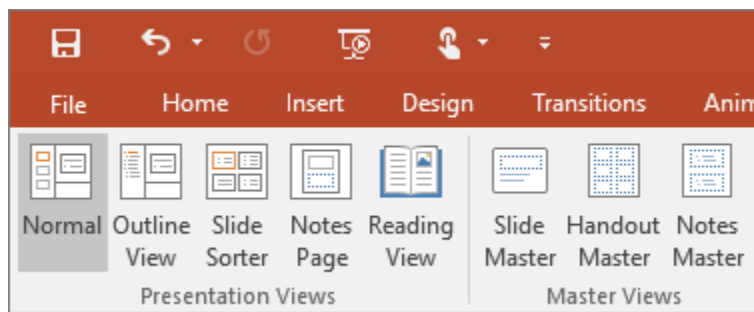 File Home Insert Design Transitions Anim
Normal Outline Slide Notes Reading Slide Handout Notes
View Sorter Page View Master Master Master
Presentation Views Master Views